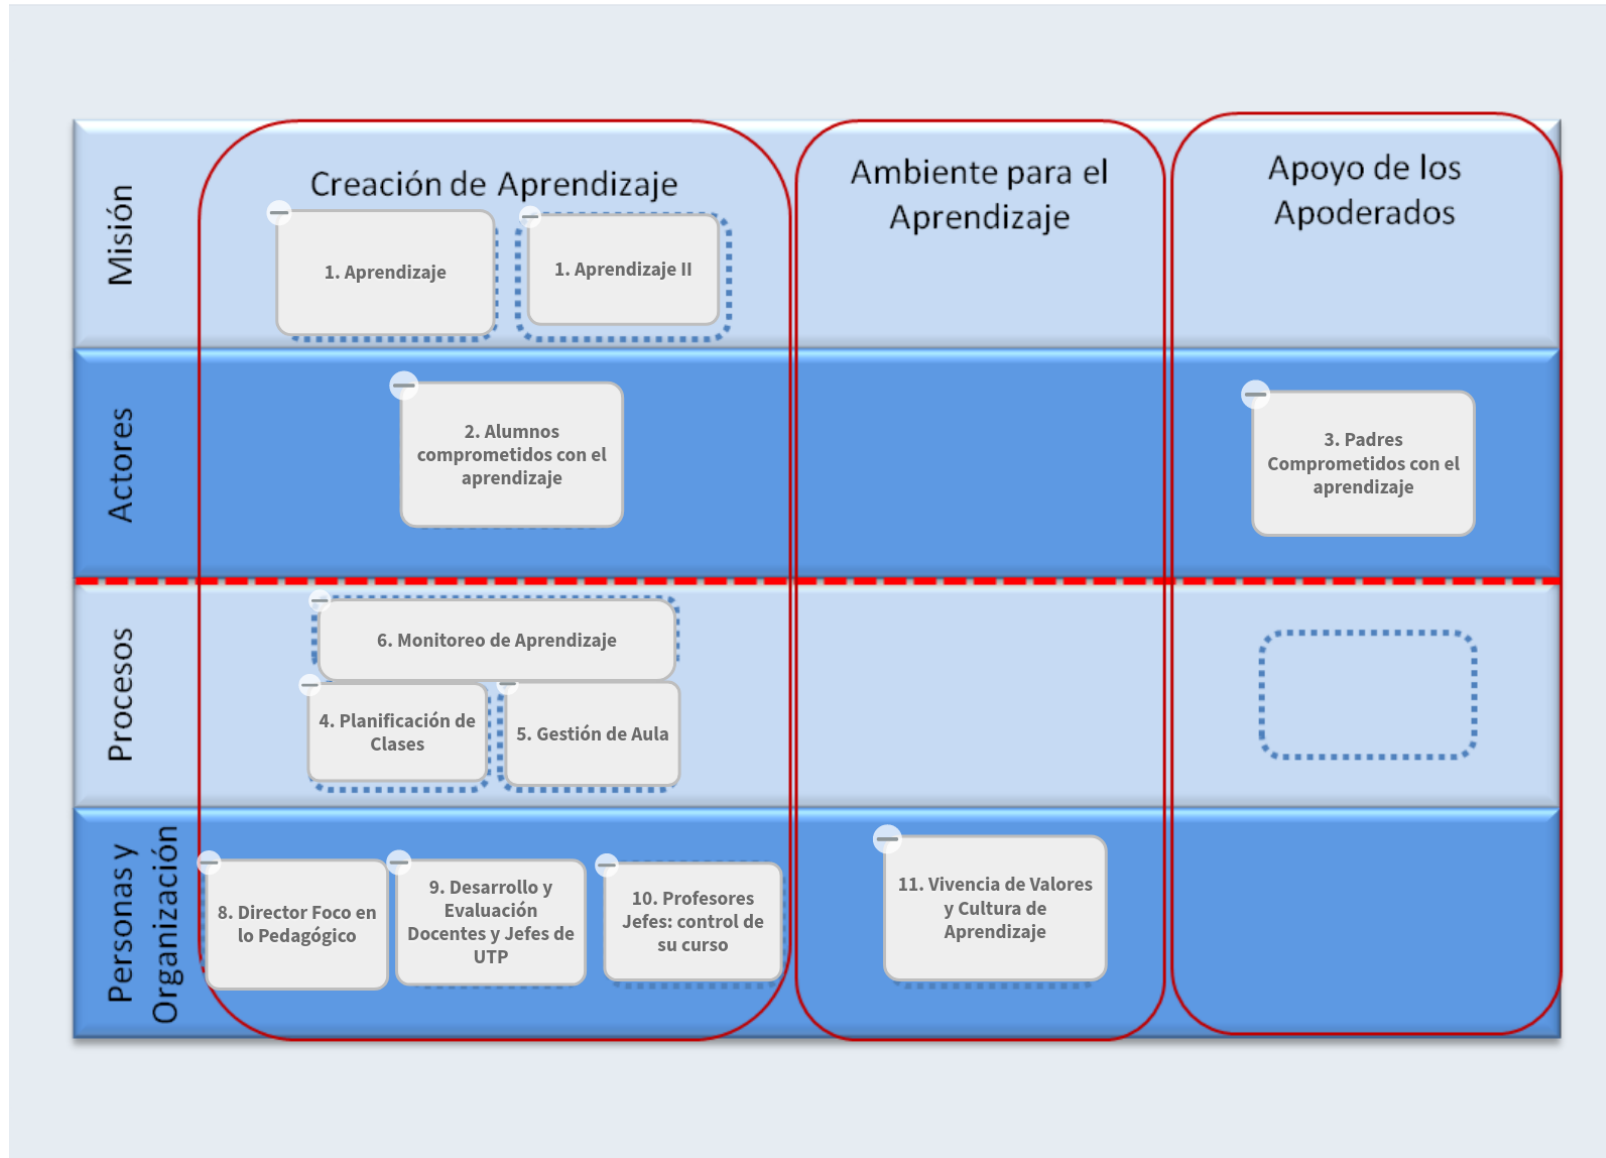 Misión
Creación de Aprendizaje
Ambiente para el
Aprendizaje
Apoyo de los
Apoderados
1. Aprendizaje
1. Aprendizaje II
Actores
2. Alumnos
comprometidos con el
aprendizaje
3. Padres
Comprometidos con el
aprendizaje
Procesos
6. Monitoreo de Aprendizaje
4. Planificación de
Clases
5. Gestión de Aula
Personas y
Organización
8. Director Foco en
lo Pedagógico
9. Desarrollo y
Evaluación
Docentes y Jefes de
UTP
10. Profesores
Jefes: control de
su curso
11. Vivencia de Valores
y Cultura de
Aprendizaje